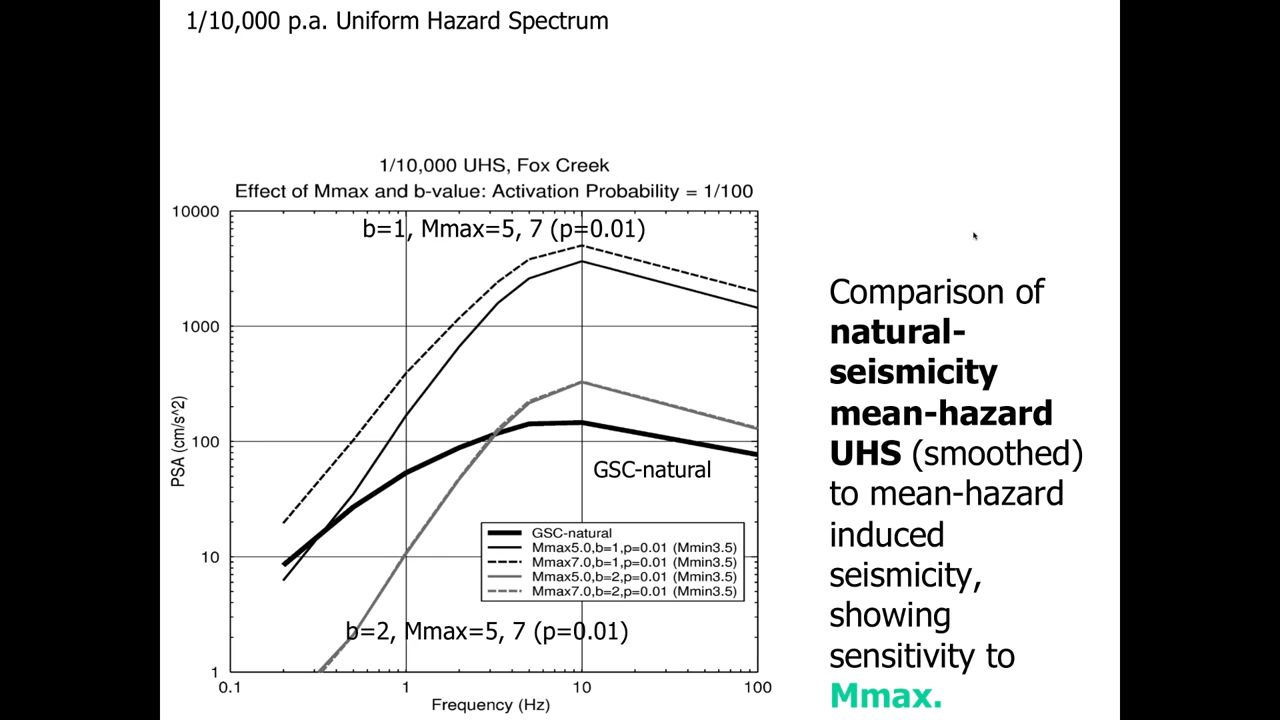 1/10,000 p.a. Uniform Hazard Spectrum
1/10,000 UHS, Fox Creek
Effect of Mmax and b-value: Activation Probability = 1/100
b=1, Mmax=5, 7 (p=0.01)
10000
1000
100
10
1
PSA (cm/s^2)
GSC-natural
GSC-natural
Mmax5.0,b=1,p=0.01 (Mmin3.5)
Mmax7.0,b=1,p=0.01 (Mmin3.5)
Mmax5.0,b=2,p=0.01 (Mmin3.5)
Mmax7.0,b=2,p=0.01 (Mmin3.5)
b=2, Mmax=5, 7 (p=0.01)
0.1 1 10 100
Frequency (Hz)
Comparison of
natural-
seismicity
mean-hazard
UHS (smoothed)
to mean-hazard
induced
seismicity,
showing
sensitivity to
Mmax.